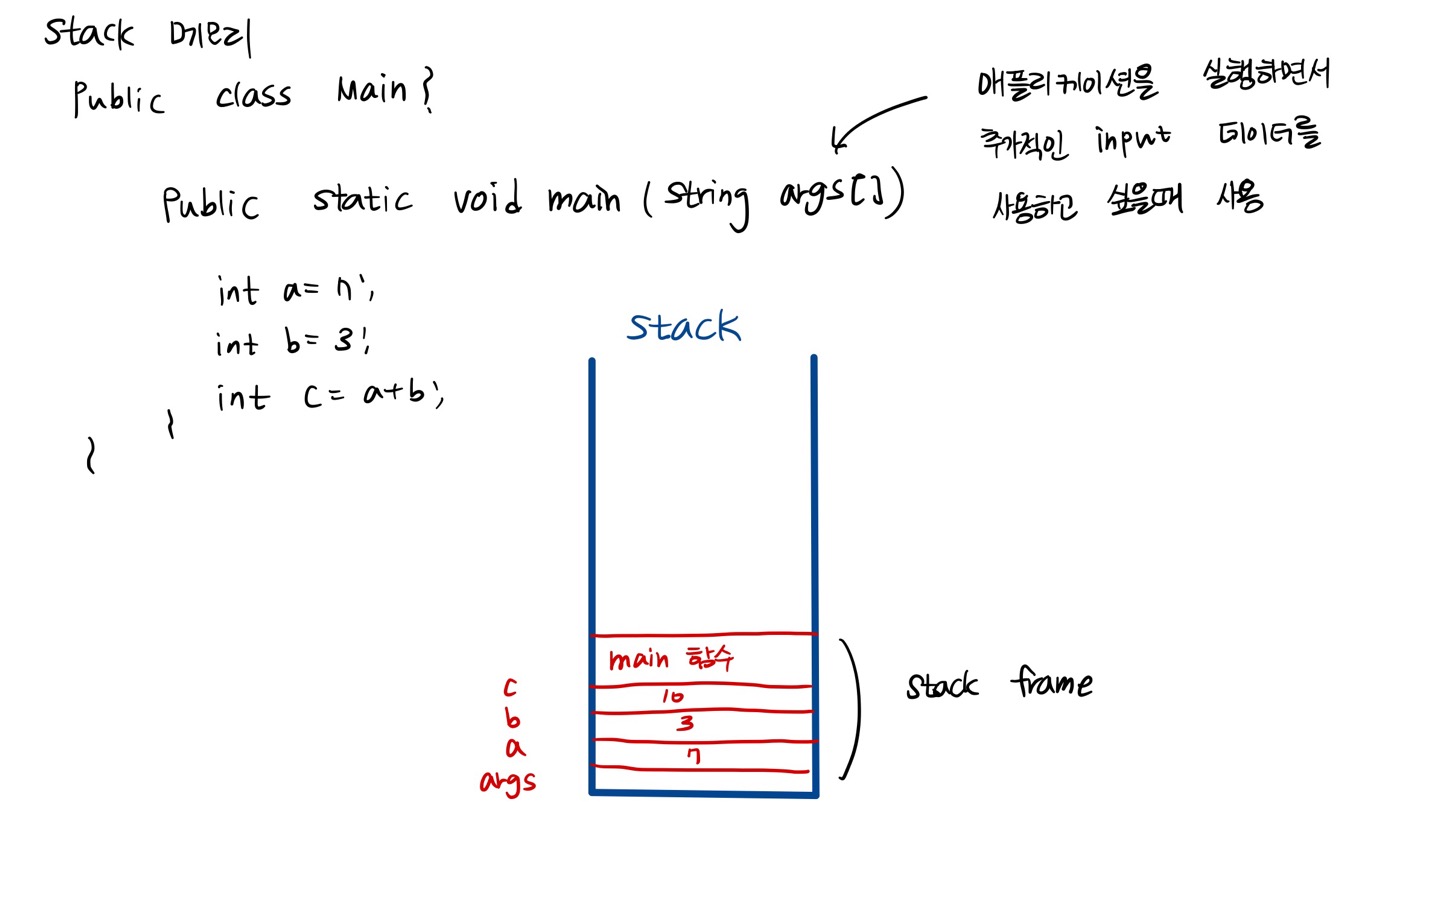 Stack 메모리
Public class Main {
Public static void main (String args[])
애플리케이션을 실행하면서
추가적인 input 데이터를
사용하고 싶을때 사용
int a = 7;
int b = 3;
int c = a+b;
}
}
Stack
main 함수
c 10
b 3
a 7
args
stack frame